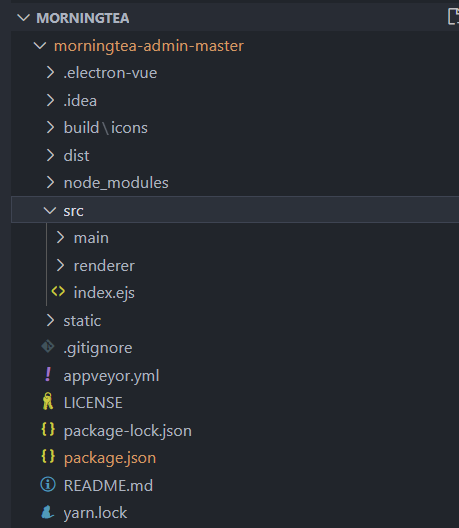 MORNINGTEA
morningtea-admin-master
.electron-vue
.idea
build\icons
dist
node_modules
src
main
renderer
index.ejs
static
.gitignore
appveyor.yml
LICENSE
package-lock.json
package.json
README.md
yarn.lock